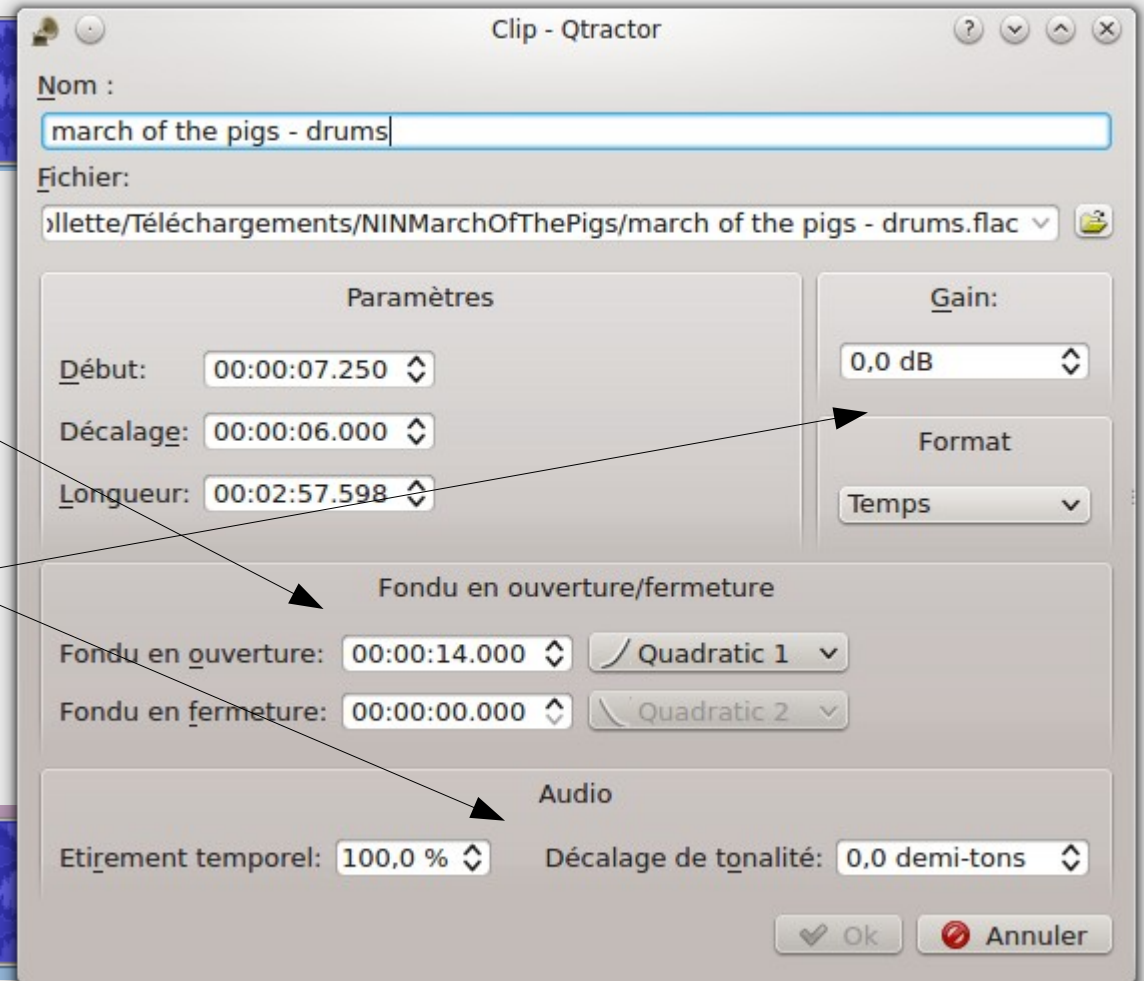 Clip - Qtractor
Nom :
march of the pigs - drums
Fichier:
ollette/Téléchargements/NINMarchOfThePigs/march of the pigs - drums.flac
Paramètres
Gain:
Début: 00:00:07.250
0,0 dB
Décalage: 00:00:06.000
Format
Longueur: 00:02:57.598
Temps
Fondu en ouverture/fermeture
Fondu en ouverture: 00:00:14.000 Quadratic 1
Fondu en fermeture: 00:00:00.000 Quadratic 2
Audio
Etirement temporel: 100,0 % Décalage de tonalité: 0,0 demi-tons
Ok Annuler